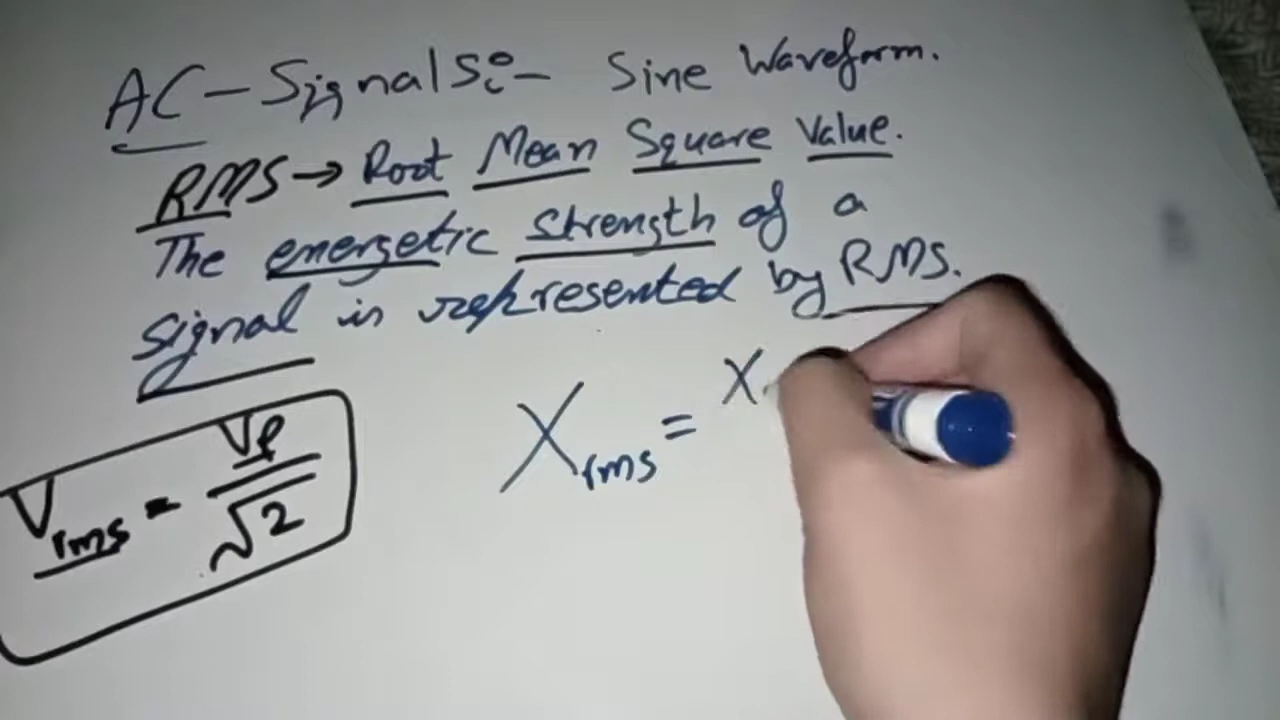 AC - Signals:- Sine Waveform.
RMS → Root Mean Square Value.
The energetic strength of a
signal is represented by RMS.
Vrms = Vp/√2
Xrms = X